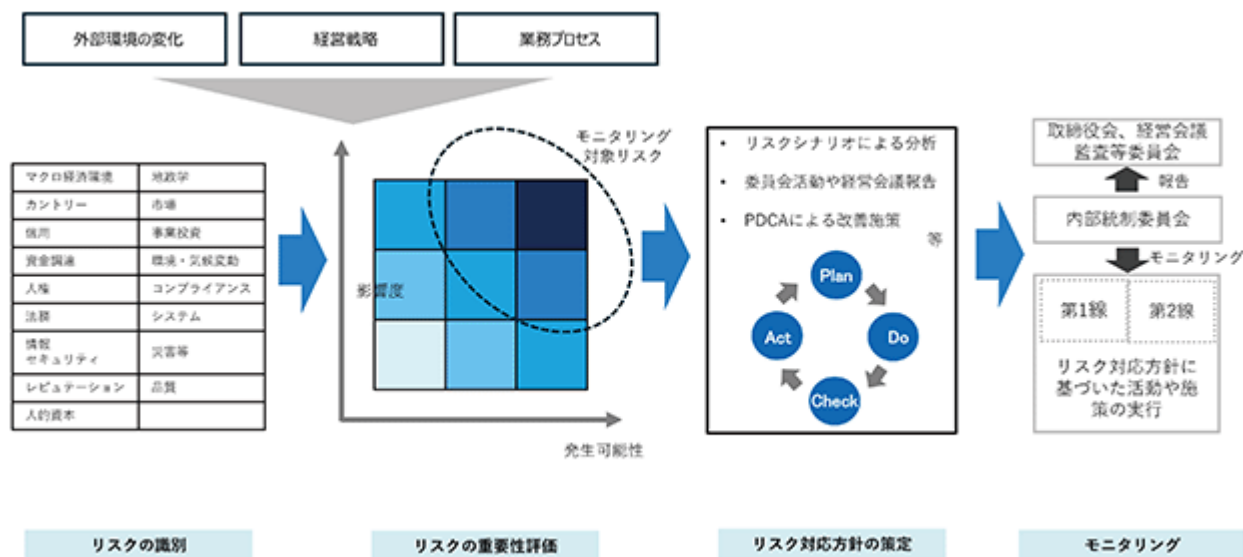 外部環境の変化
経営戦略
業務プロセス
マクロ経済環境 地政学
カントリー 市場
信用 事業投資
資金調達 環境・気候変動
人権 コンプライアンス
法務 システム
情報
セキュリティ
災害等
レピュテーション 品質
人的資本
モニタリング
対象リスク
影響度
発生可能性
• リスクシナリオによる分析
• 委員会活動や経営会議報告
• PDCAによる改善施策
等
Plan
Do
Check
Act
取締役会、経営会議
監査等委員会
報告
内部統制委員会
モニタリング
第1線 第2線
リスク対応方針に
基づいた活動や施
策の実行
リスクの識別
リスクの重要性評価
リスク対応方針の策定
モニタリング